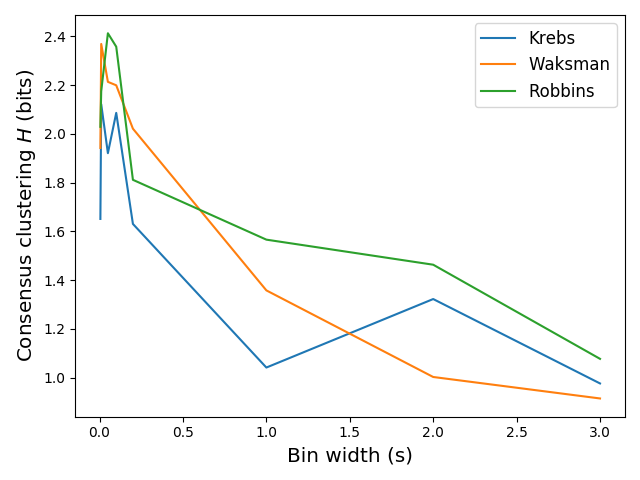 Krebs
Waksman
Robbins
Consensus clustering H (bits)
2.4
2.2
2.0
1.8
1.6
1.4
1.2
1.0
0.0 0.5 1.0 1.5 2.0 2.5 3.0
Bin width (s)